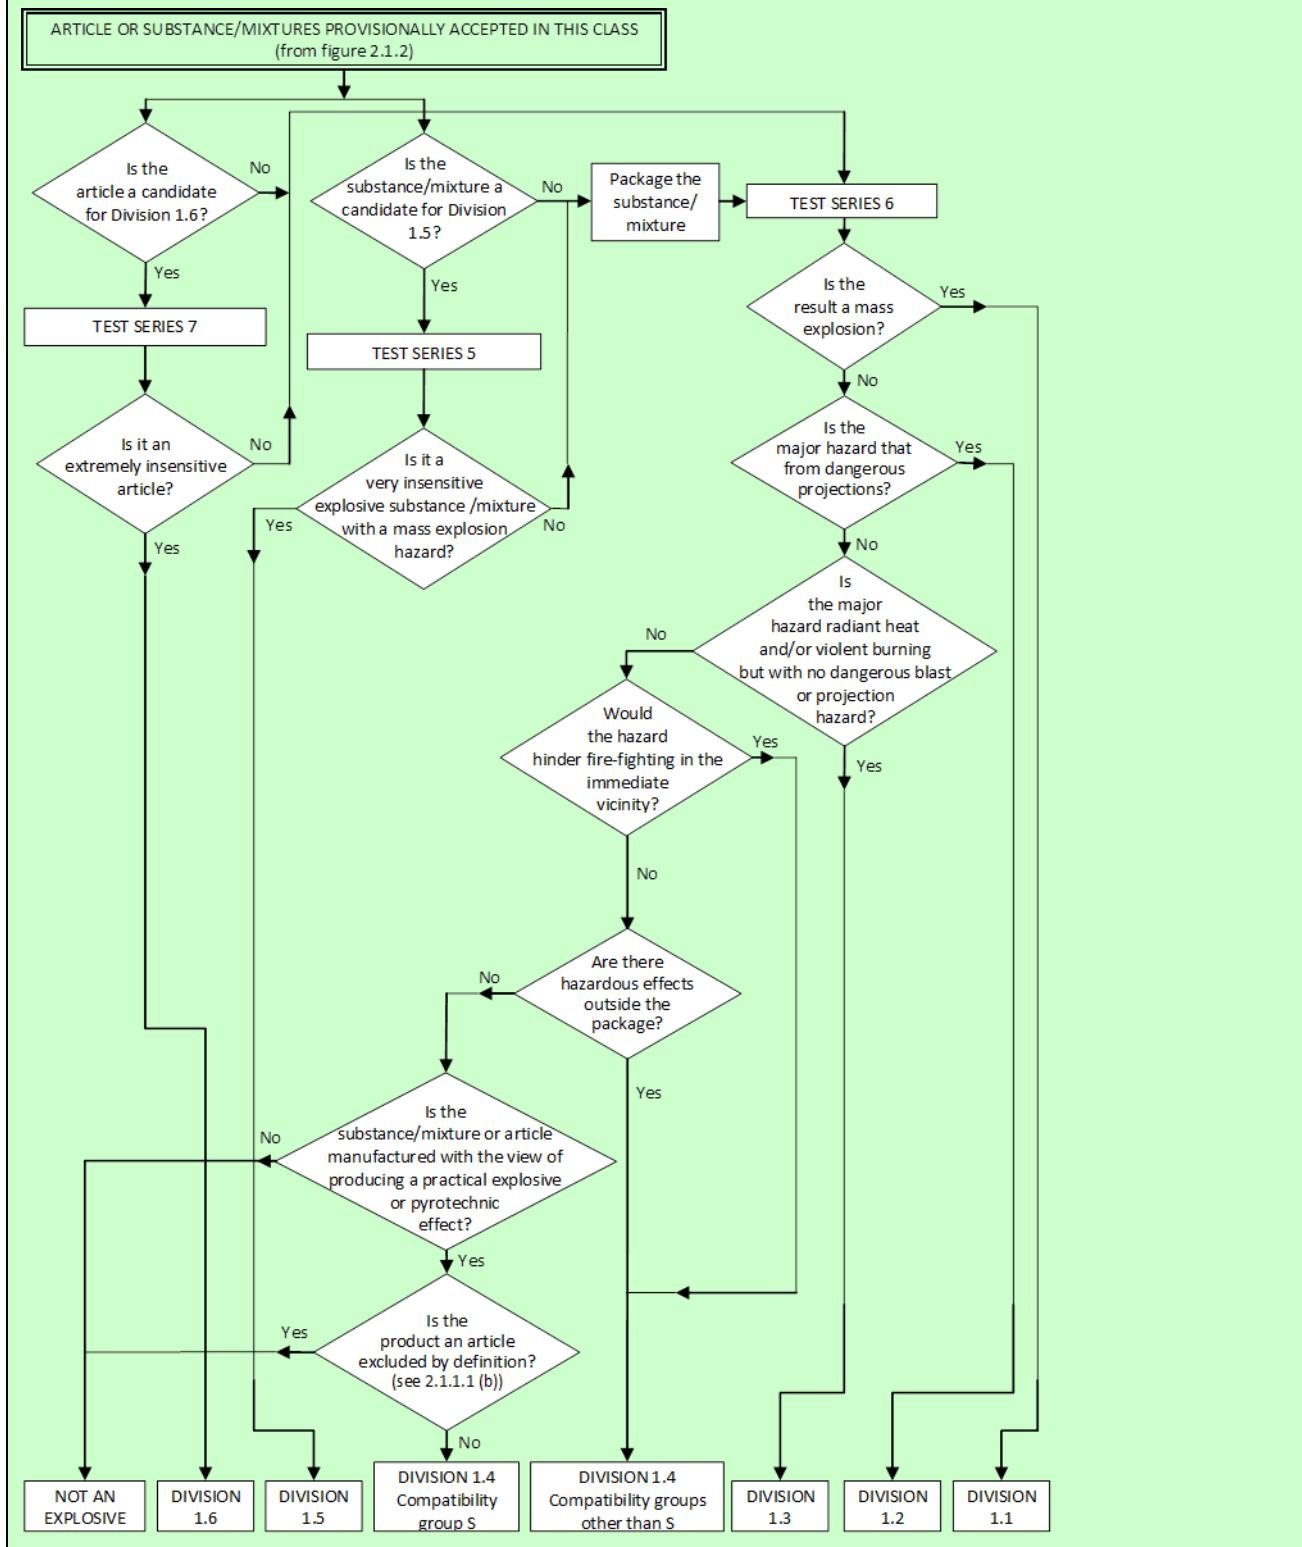 ARTICLE OR SUBSTANCE/MIXTURES PROVISIONALLY ACCEPTED IN THIS CLASS
(from figure 2.1.2)
Is the
article a candidate
for Division 1.6?
No
Yes
Is the
substance/mixture a
candidate for Division
1.5?
No
Yes
Package the
substance/
mixture
TEST SERIES 6
TEST SERIES 7
TEST SERIES 5
Is the
result a mass
explosion?
Yes
No
Is it an
extremely insensitive
article?
No
Yes
Is it a
very insensitive
explosive substance /mixture
with a mass explosion
hazard?
Yes
No
Is the
major hazard that
from dangerous
projections?
Yes
No
Is
the major
hazard radiant heat
and/or violent burning
but with no dangerous blast
or projection
hazard?
No
Yes
Would
the hazard
hinder fire-fighting in the
immediate
vicinity?
Yes
No
Are there
hazardous effects
outside the
package?
No
Yes
Is the
substance/mixture or article
manufactured with the view of
producing a practical explosive
or pyrotechnic
effect?
No
Yes
Is the
product an article
excluded by definition?
(see 2.1.1.1 (b))
Yes
No
NOT AN
EXPLOSIVE
DIVISION
1.6
DIVISION
1.5
DIVISION 1.4
Compatibility
group S
DIVISION 1.4
Compatibility groups
other than S
DIVISION
1.3
DIVISION
1.2
DIVISION
1.1